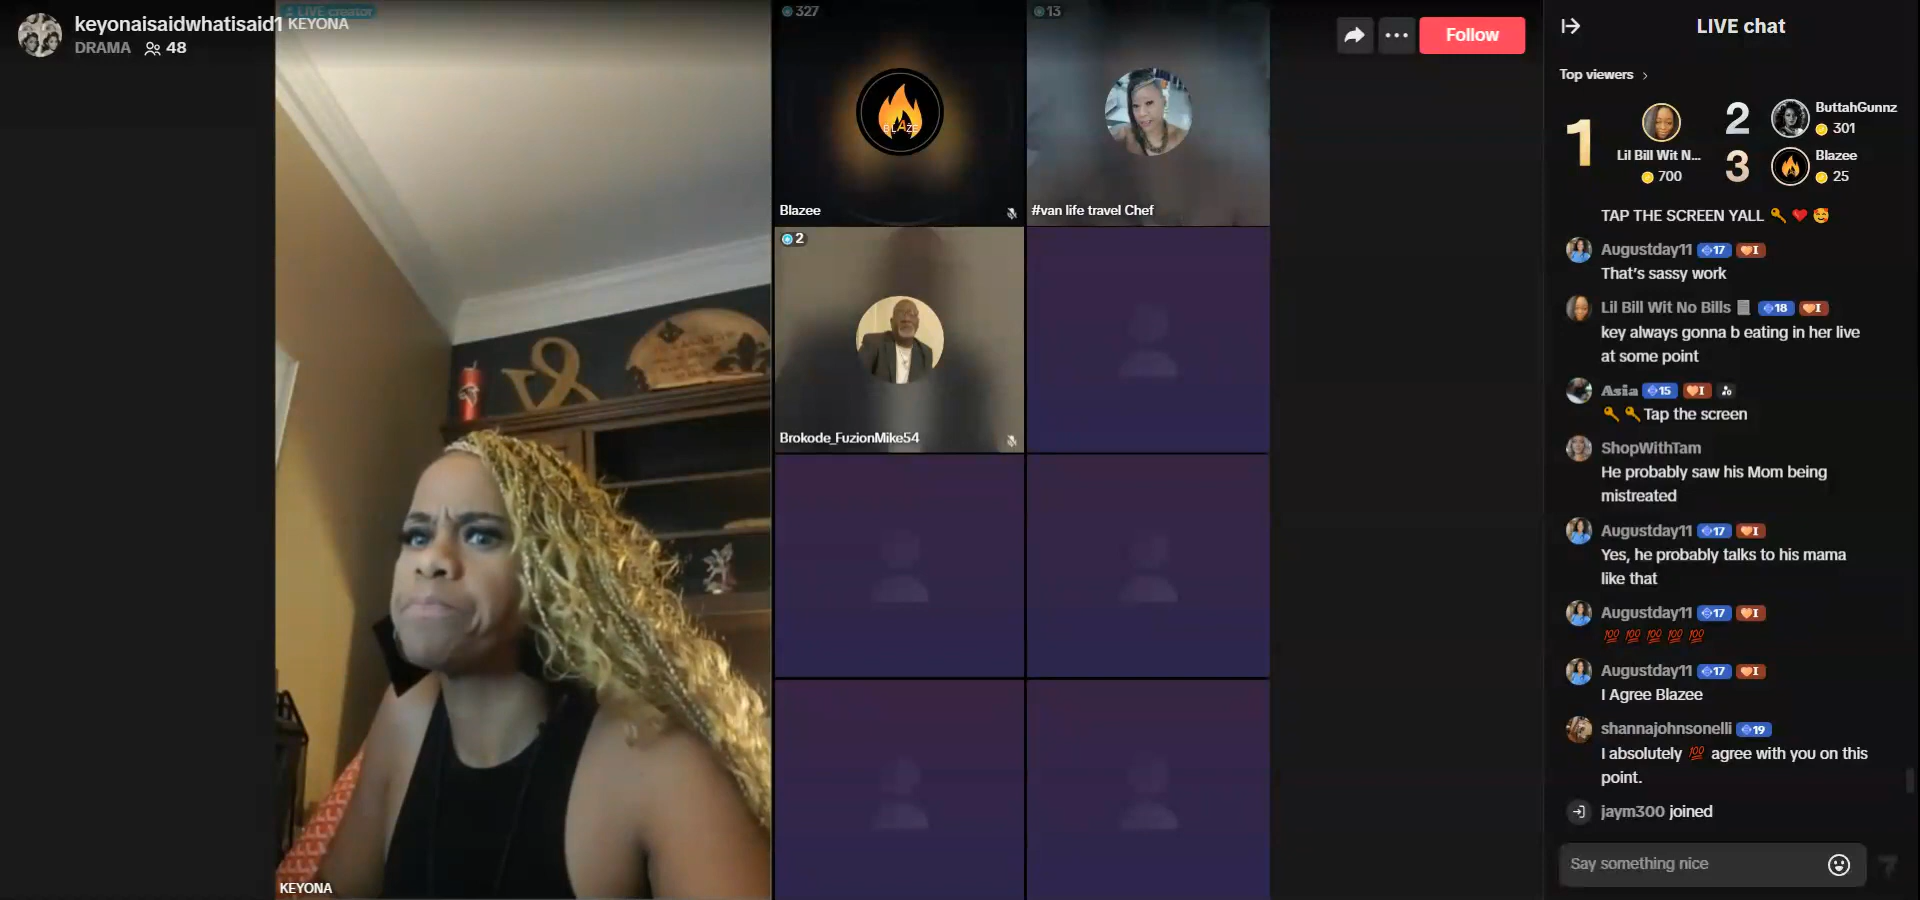 keyonaisaidwhatisaid1
DRAMA 48
LIVE creator
KEYONA
327
BLAZE
Blazee
13
#van life travel Chef
2
Brokode_FuzionMike54
KEYONA
Follow
LIVE chat
Top viewers
1
Lil Bill Wit N...
700
2
ButtahGunnz
301
3
Blazee
25
TAP THE SCREEN YALL 🔑 ❤️ 🥰
Augustday11 17 I
That's sassy work
Lil Bill Wit No Bills 18 I
key always gonna b eating in her live
at some point
Asia 15 I
🔑 🔑 Tap the screen
ShopWithTam
He probably saw his Mom being
mistreated
Augustday11 17 I
Yes, he probably talks to his mama
like that
Augustday11 17 I
💯 💯 💯 💯 💯
Augustday11 17 I
I Agree Blazee
shannajohnsonelli 19
I absolutely 💯 agree with you on this
point.
jaym300 joined
Say something nice